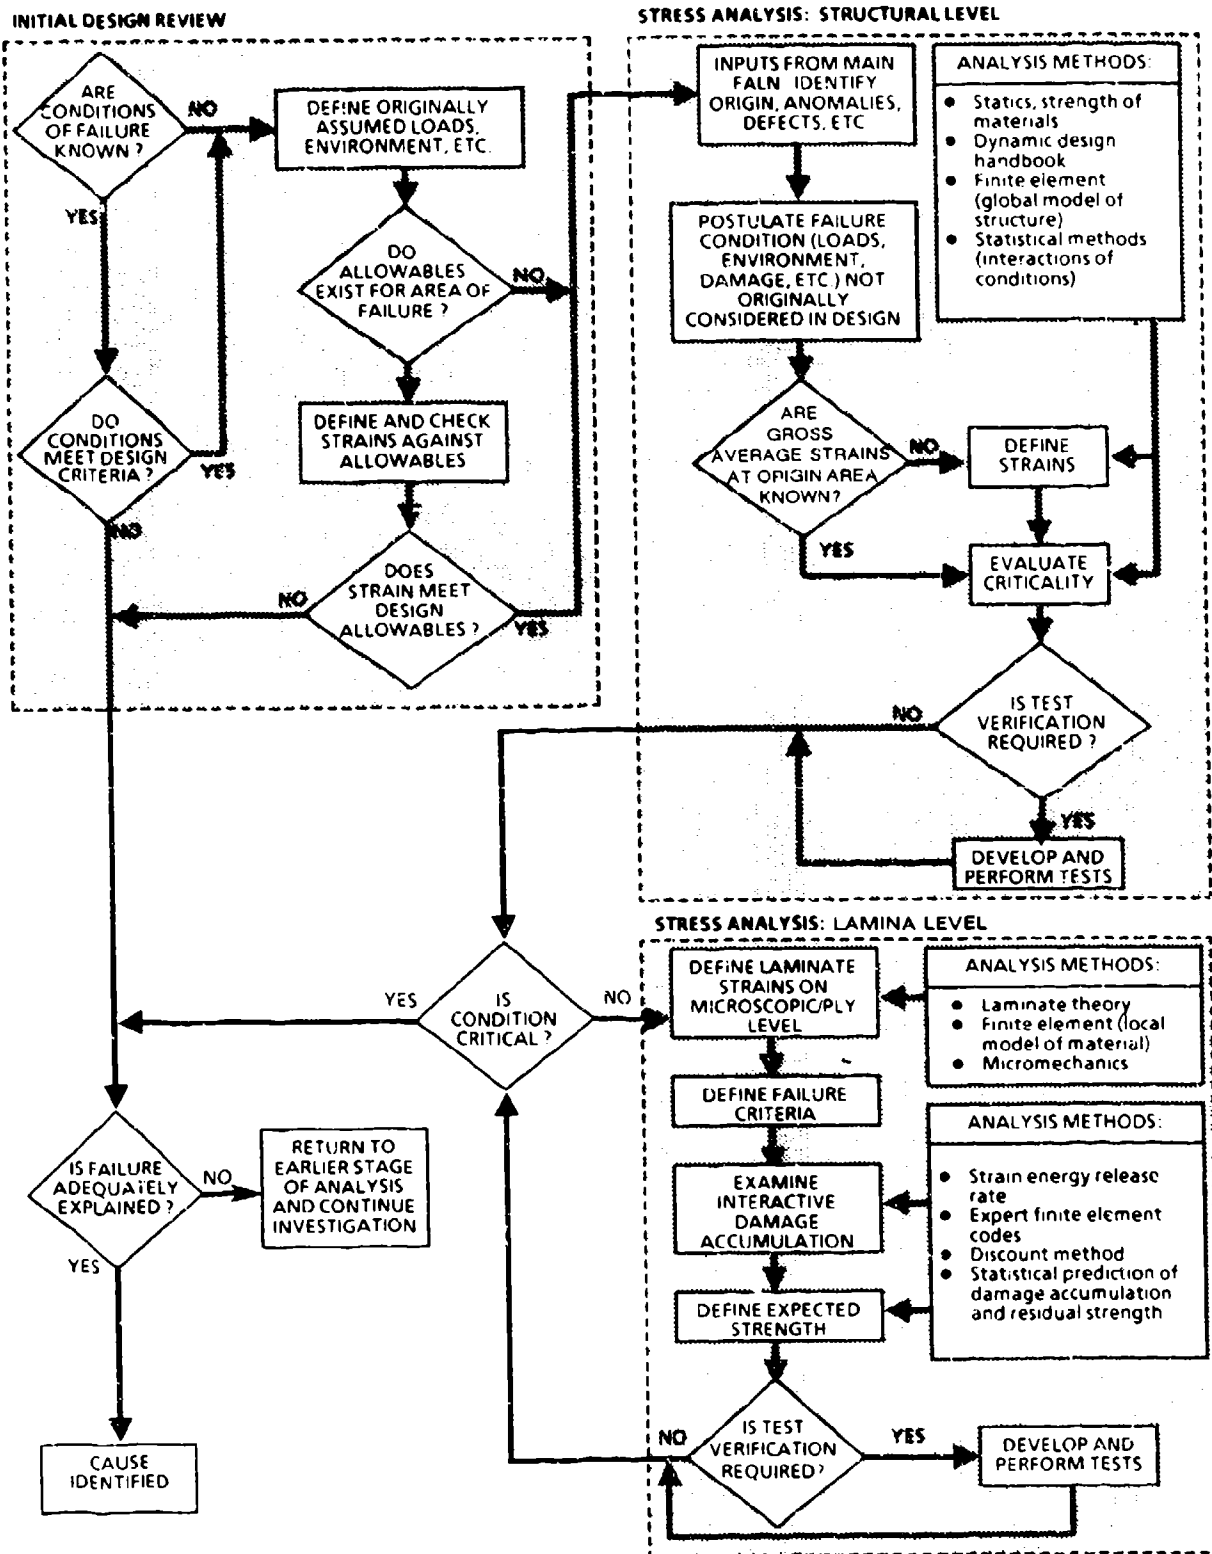 INITIAL DESIGN REVIEW
ARE
CONDITIONS
OF FAILURE
KNOWN?
NO
YES
DEFINE ORIGINALLY
ASSUMED LOADS,
ENVIRONMENT, ETC.
DO
ALLOWABLES
EXIST FOR AREA OF
FAILURE?
NO
DO
CONDITIONS
MEET DESIGN
CRITERIA?
YES
NO
DEFINE AND CHECK
STRAINS AGAINST
ALLOWABLES
DOES
STRAIN MEET
DESIGN
ALLOWABLES?
NO
YES
STRESS ANALYSIS: STRUCTURAL LEVEL
INPUTS FROM MAIN
FALN IDENTIFY
ORIGIN, ANOMALIES,
DEFECTS, ETC
POSTULATE FAILURE
CONDITION (LOADS,
ENVIRONMENT,
DAMAGE, ETC.) NOT
ORIGINALLY
CONSIDERED IN DESIGN
ANALYSIS METHODS:
● Statics, strength of
materials
● Dynamic design
handbook
● Finite element
(global model of
structure)
● Statistical methods
(interactions of
conditions)
ARE
GROSS
AVERAGE STRAINS
AT ORIGIN AREA
KNOWN?
NO
YES
DEFINE
STRAINS
EVALUATE
CRITICALITY
IS TEST
VERIFICATION
REQUIRED?
NO
YES
DEVELOP AND
PERFORM TESTS
STRESS ANALYSIS: LAMINA LEVEL
IS
CONDITION
CRITICAL?
YES
NO
DEFINE LAMINATE
STRAINS ON
MICROSCOPIC/PLY
LEVEL
ANALYSIS METHODS:
● Laminate theory
● Finite element (local
model of material)
● Micromechanics
DEFINE FAILURE
CRITERIA
EXAMINE
INTERACTIVE
DAMAGE
ACCUMULATION
DEFINE EXPECTED
STRENGTH
ANALYSIS METHODS:
● Strain energy release
rate
● Expert finite element
codes
● Discount method
● Statistical prediction of
damage accumulation
and residual strength
IS TEST
VERIFICATION
REQUIRED?
NO
YES
DEVELOP AND
PERFORM TESTS
IS FAILURE
ADEQUATELY
EXPLAINED?
NO
YES
RETURN TO
EARLIER STAGE
OF ANALYSIS
AND CONTINUE
INVESTIGATION
CAUSE
IDENTIFIED